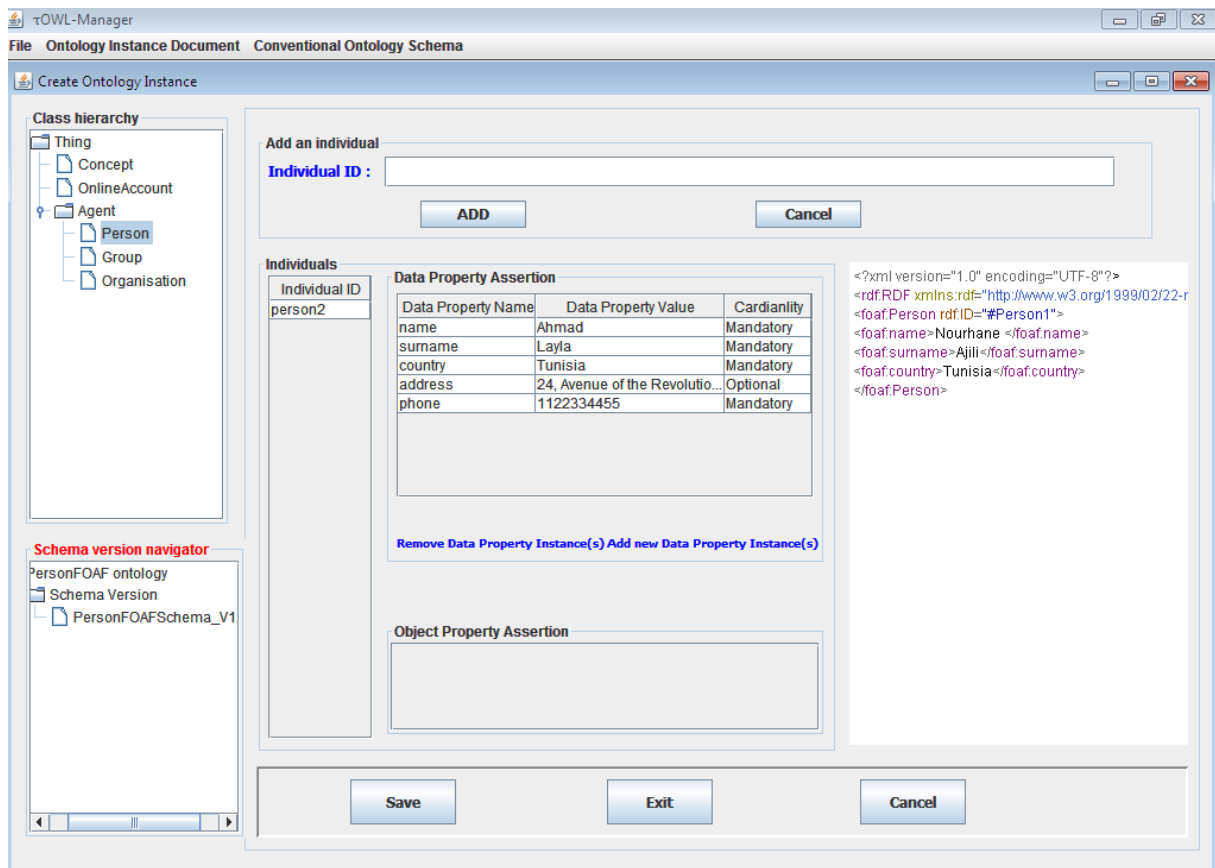 τOWL-Manager
File Ontology Instance Document Conventional Ontology Schema
Create Ontology Instance
Class hierarchy
Thing
Concept
OnlineAccount
Agent
Person
Group
Organisation
Schema version navigator
PersonFOAF ontology
Schema Version
PersonFOAFSchema_V1
Add an individual
Individual ID :
ADD Cancel
Individuals
Individual ID
person2
Data Property Assertion
Data Property Name Data Property Value Cardianlity
name Ahmad Mandatory
surname Layla Mandatory
country Tunisia Mandatory
address 24, Avenue of the Revolutio... Optional
phone 1122334455 Mandatory
Remove Data Property Instance(s) Add new Data Property Instance(s)
Object Property Assertion
<?xml version="1.0" encoding="UTF-8"?>
<rdf:RDF xmlns:rdf="http://www.w3.org/1999/02/22-r
<foaf:Person rdf:ID="#Person1">
<foaf:name>Nourhane </foaf:name>
<foaf:surname>Ajili</foaf:surname>
<foaf:country>Tunisia</foaf:country>
</foaf:Person>
Save Exit Cancel